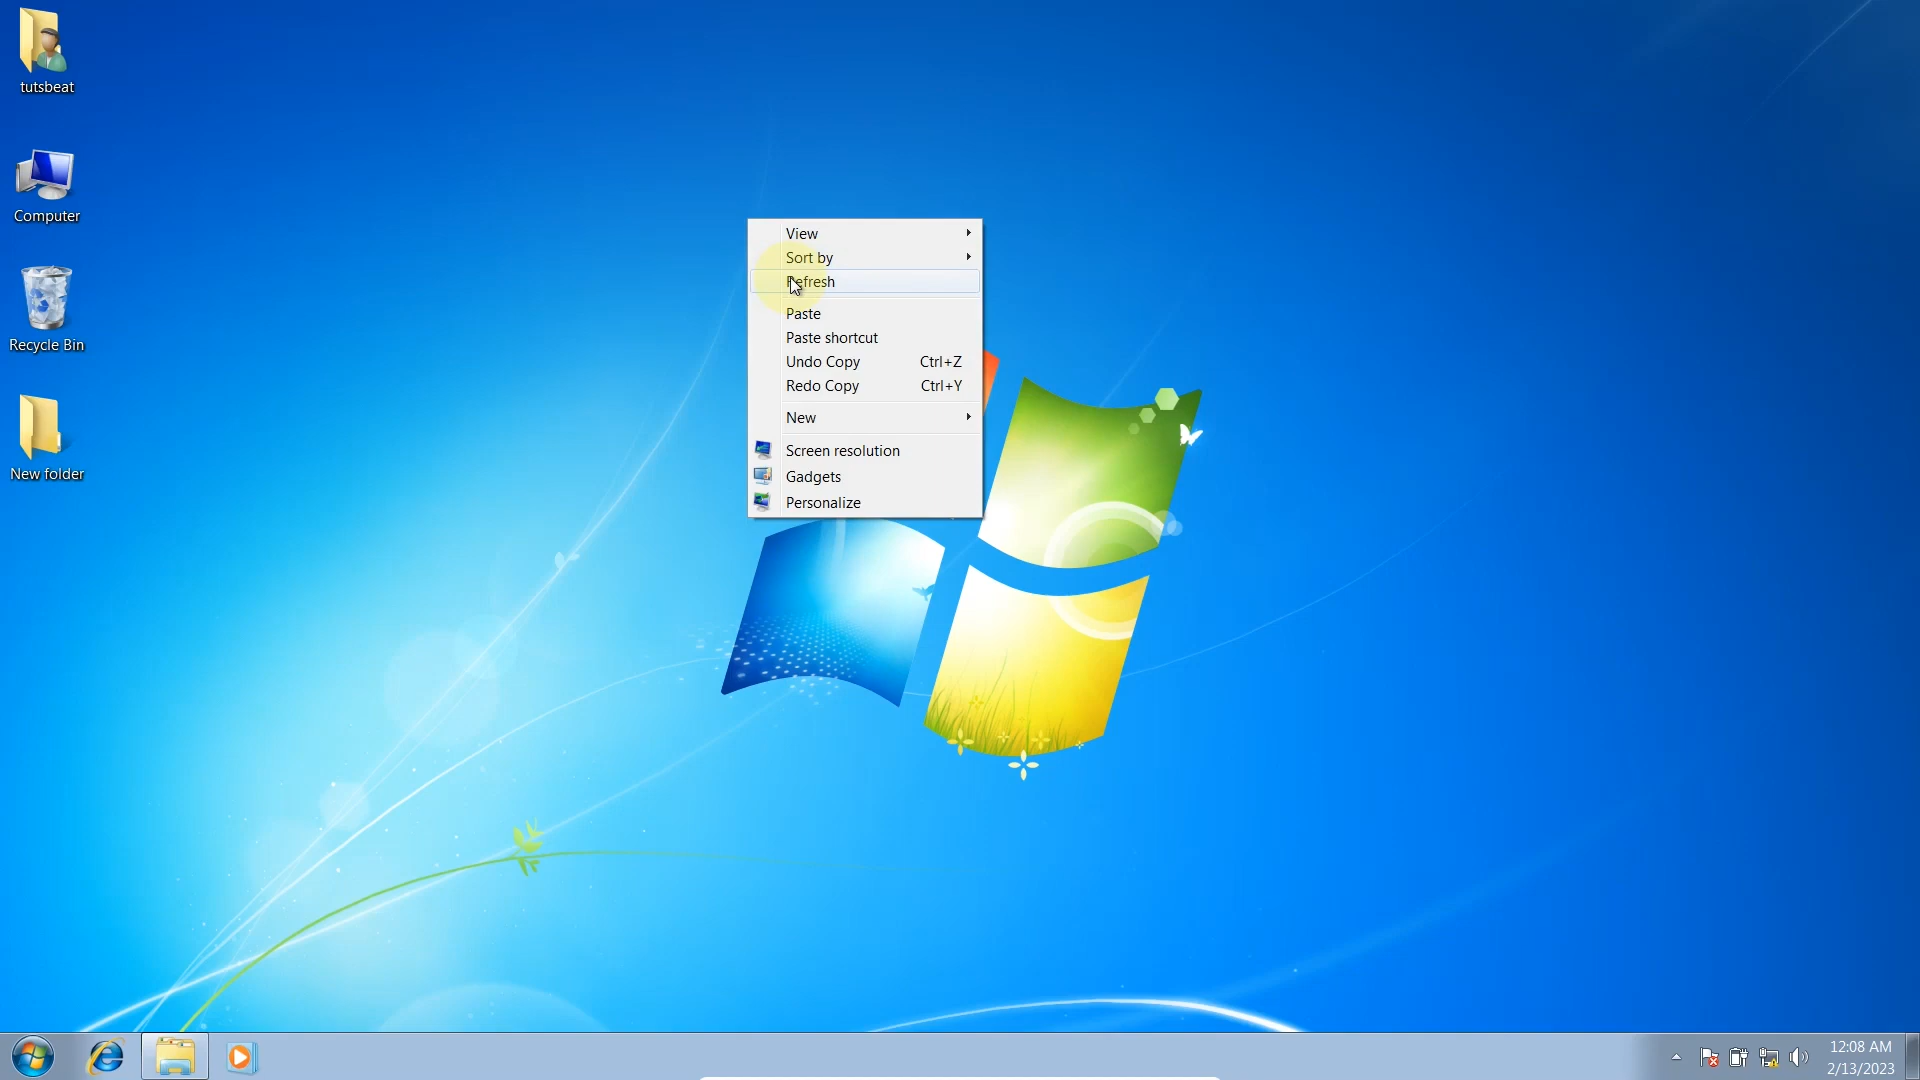 tutsbeat
Computer
Recycle Bin
New folder
View
Sort by
Refresh
Paste
Paste shortcut
Undo Copy Ctrl+Z
Redo Copy Ctrl+Y
New
Screen resolution
Gadgets
Personalize
12:08 AM
2/13/2023